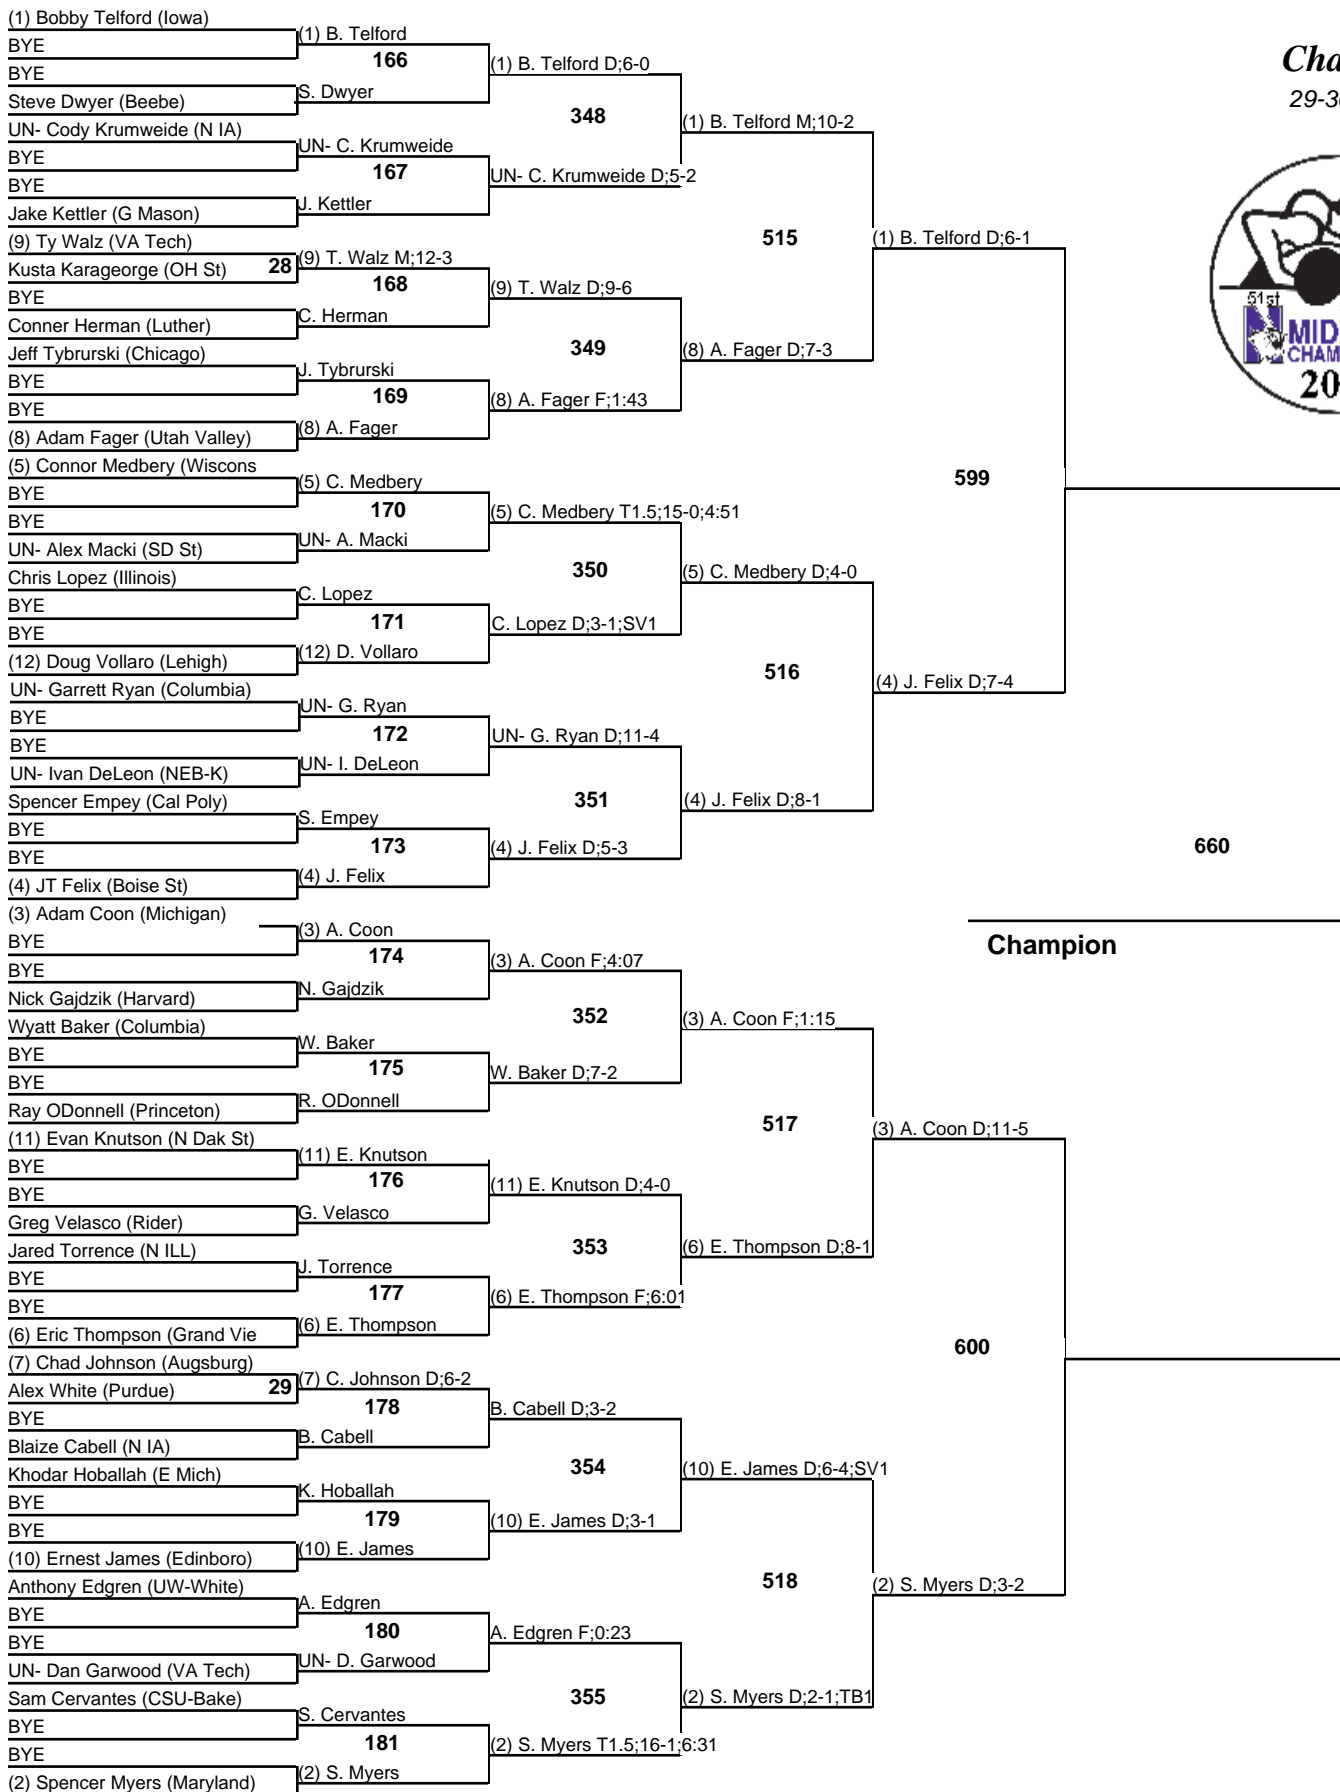 (1) Bobby Telford (Iowa)
BYE
BYE
Steve Dwyer (Beebe)
UN- Cody Krumweide (N IA)
BYE
BYE
Jake Kettler (G Mason)
(9) Ty Walz (VA Tech)
Kusta Karageorge (OH St) 28
BYE
Conner Herman (Luther)
Jeff Tybrurski (Chicago)
BYE
BYE
(8) Adam Fager (Utah Valley)
(5) Connor Medbery (Wiscons
BYE
BYE
UN- Alex Macki (SD St)
Chris Lopez (Illinois)
BYE
BYE
(12) Doug Vollaro (Lehigh)
UN- Garrett Ryan (Columbia)
BYE
BYE
UN- Ivan DeLeon (NEB-K)
Spencer Empey (Cal Poly)
BYE
BYE
(4) JT Felix (Boise St)
(3) Adam Coon (Michigan)
BYE
BYE
Nick Gajdzik (Harvard)
Wyatt Baker (Columbia)
BYE
BYE
Ray ODonnell (Princeton)
(11) Evan Knutson (N Dak St)
BYE
BYE
Greg Velasco (Rider)
Jared Torrence (N ILL)
BYE
BYE
(6) Eric Thompson (Grand Vie
(7) Chad Johnson (Augsburg)
Alex White (Purdue) 29
BYE
Blaize Cabell (N IA)
Khodar Hoballah (E Mich)
BYE
BYE
(10) Ernest James (Edinboro)
Anthony Edgren (UW-White)
BYE
BYE
UN- Dan Garwood (VA Tech)
Sam Cervantes (CSU-Bake)
BYE
BYE
(2) Spencer Myers (Maryland)
(1) B. Telford
166
S. Dwyer
UN- C. Krumweide
167
J. Kettler
(9) T. Walz M;12-3
168
C. Herman
J. Tybrurski
169
(8) A. Fager
(5) C. Medbery
170
UN- A. Macki
C. Lopez
171
(12) D. Vollaro
UN- G. Ryan
172
UN- I. DeLeon
S. Empey
173
(4) J. Felix
(3) A. Coon
174
N. Gajdzik
W. Baker
175
R. ODonnell
(11) E. Knutson
176
G. Velasco
J. Torrence
177
(6) E. Thompson
(7) C. Johnson D;6-2
178
B. Cabell
K. Hoballah
179
(10) E. James
A. Edgren
180
UN- D. Garwood
S. Cervantes
181
(2) S. Myers
(1) B. Telford D;6-0
348
UN- C. Krumweide D;5-2
(9) T. Walz D;9-6
349
(8) A. Fager F;1:43
(5) C. Medbery T1.5;15-0;4:51
350
C. Lopez D;3-1;SV1
UN- G. Ryan D;11-4
351
(4) J. Felix D;5-3
(3) A. Coon F;4:07
352
W. Baker D;7-2
(11) E. Knutson D;4-0
353
(6) E. Thompson F;6:01
B. Cabell D;3-2
354
(10) E. James D;3-1
A. Edgren F;0:23
355
(2) S. Myers T1.5;16-1;6:31
(1) B. Telford M;10-2
515
(8) A. Fager D;7-3
(5) C. Medbery D;4-0
516
(4) J. Felix D;8-1
(3) A. Coon F;1:15
517
(6) E. Thompson D;8-1
(10) E. James D;6-4;SV1
518
(2) S. Myers D;2-1;TB1
(1) B. Telford D;6-1
599
(4) J. Felix D;7-4
(3) A. Coon D;11-5
600
(2) S. Myers D;3-2
660
Champion
Cha
29-3
51st
N MID
CHAM
20